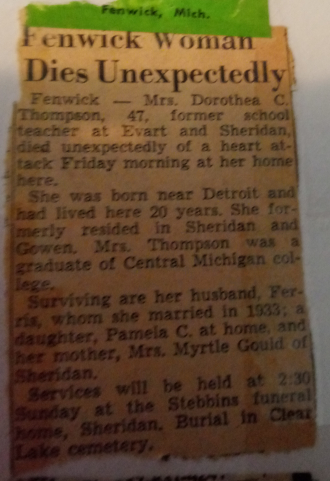 Fenwick, Mich.
Fenwick Woman
Dies Unexpectedly
Fenwick — Mrs. Dorothea C.
Thompson, 47, former school
teacher at Evart and Sheridan,
died unexpectedly of a heart at-
tack Friday morning at her home
here.
She was born near Detroit and
had lived here 20 years. She for-
merly resided in Sheridan and
Gowen. Mrs. Thompson was a
graduate of Central Michigan col-
lege.
Surviving are her husband, Fer-
ris, whom she married in 1933; a
daughter, Pamela C. at home, and
her mother, Mrs. Myrtle Gould of
Sheridan.
Services will be held at 2:30
Sunday at the Stebbins funeral
home, Sheridan. Burial in Clear
Lake cemetery.